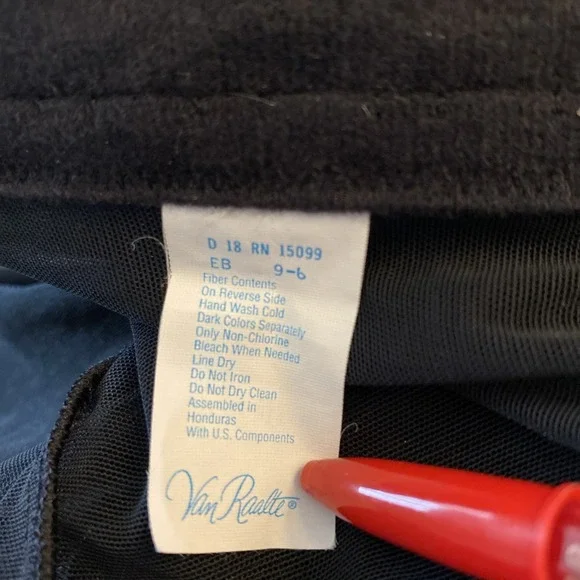 D 18 RN 15099
EB 9-6
Fiber Contents
On Reverse Side
Hand Wash Cold
Dark Colors Separately
Only Non-Chlorine
Bleach When Needed
Line Dry
Do Not Iron
Do Not Dry Clean
Assembled in
Honduras
With U.S. Components
Van Raalte®